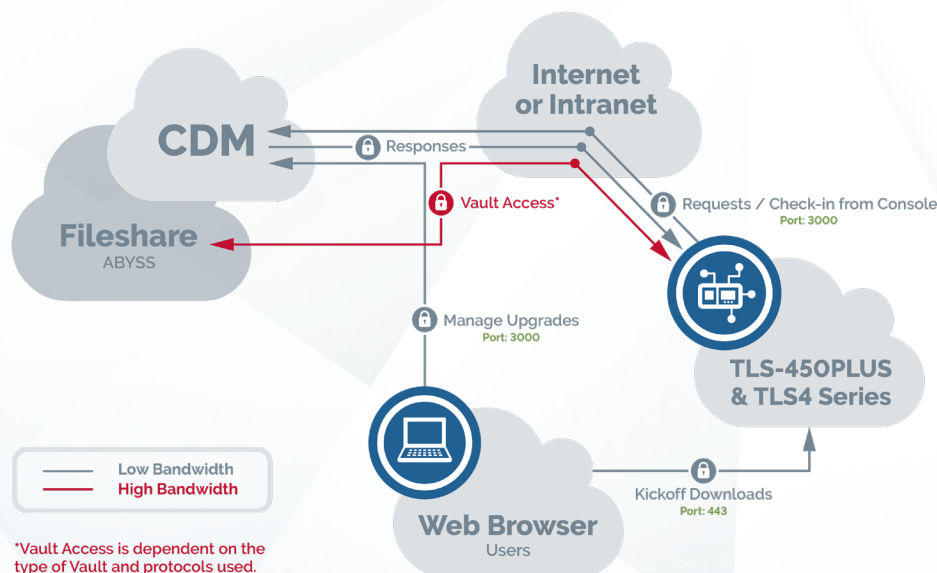 Internet
or Intranet
CDM
Responses
Vault Access*
Requests / Check-in from Console
Port: 3000
Fileshare
ABYSS
Manage Upgrades
Port: 3000
TLS-450PLUS
& TLS4 Series
Low Bandwidth
High Bandwidth
Kickoff Downloads
Port: 443
Web Browser
Users
*Vault Access is dependent on the
type of Vault and protocols used.